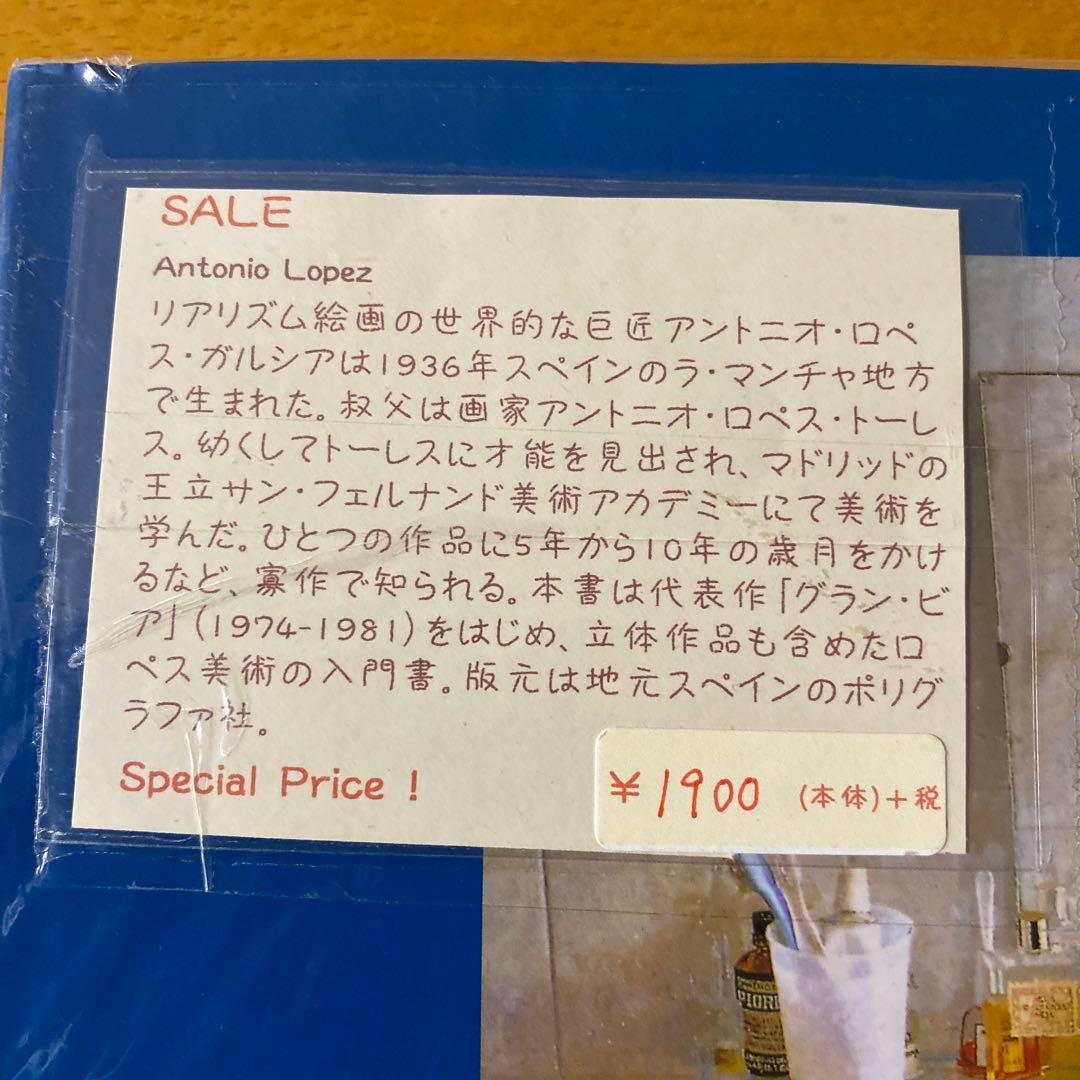 SALE
Antonio Lopez
リアリズム絵画の世界的な巨匠アントニオ・ロペ
ス・ガルシアは1936年スペインのラ・マンチャ地方
で生まれた。叔父は画家アントニオ・ロペス・トーレ
ス。幼くしてトーレスに才能を見出され、マドリッドの
王立サン・フェルナンド美術アカデミーにて美術を
学んだ。ひとつの作品に5年から10年の歳月をかけ
るなど、寡作で知られる。本書は代表作「グラン・ビ
ア」(1974-1981)をはじめ、立体作品も含めたロ
ペス美術の入門書。版元は地元スペインのポリグ
ラファ社。
Special Price !
¥1900 (本体)+税